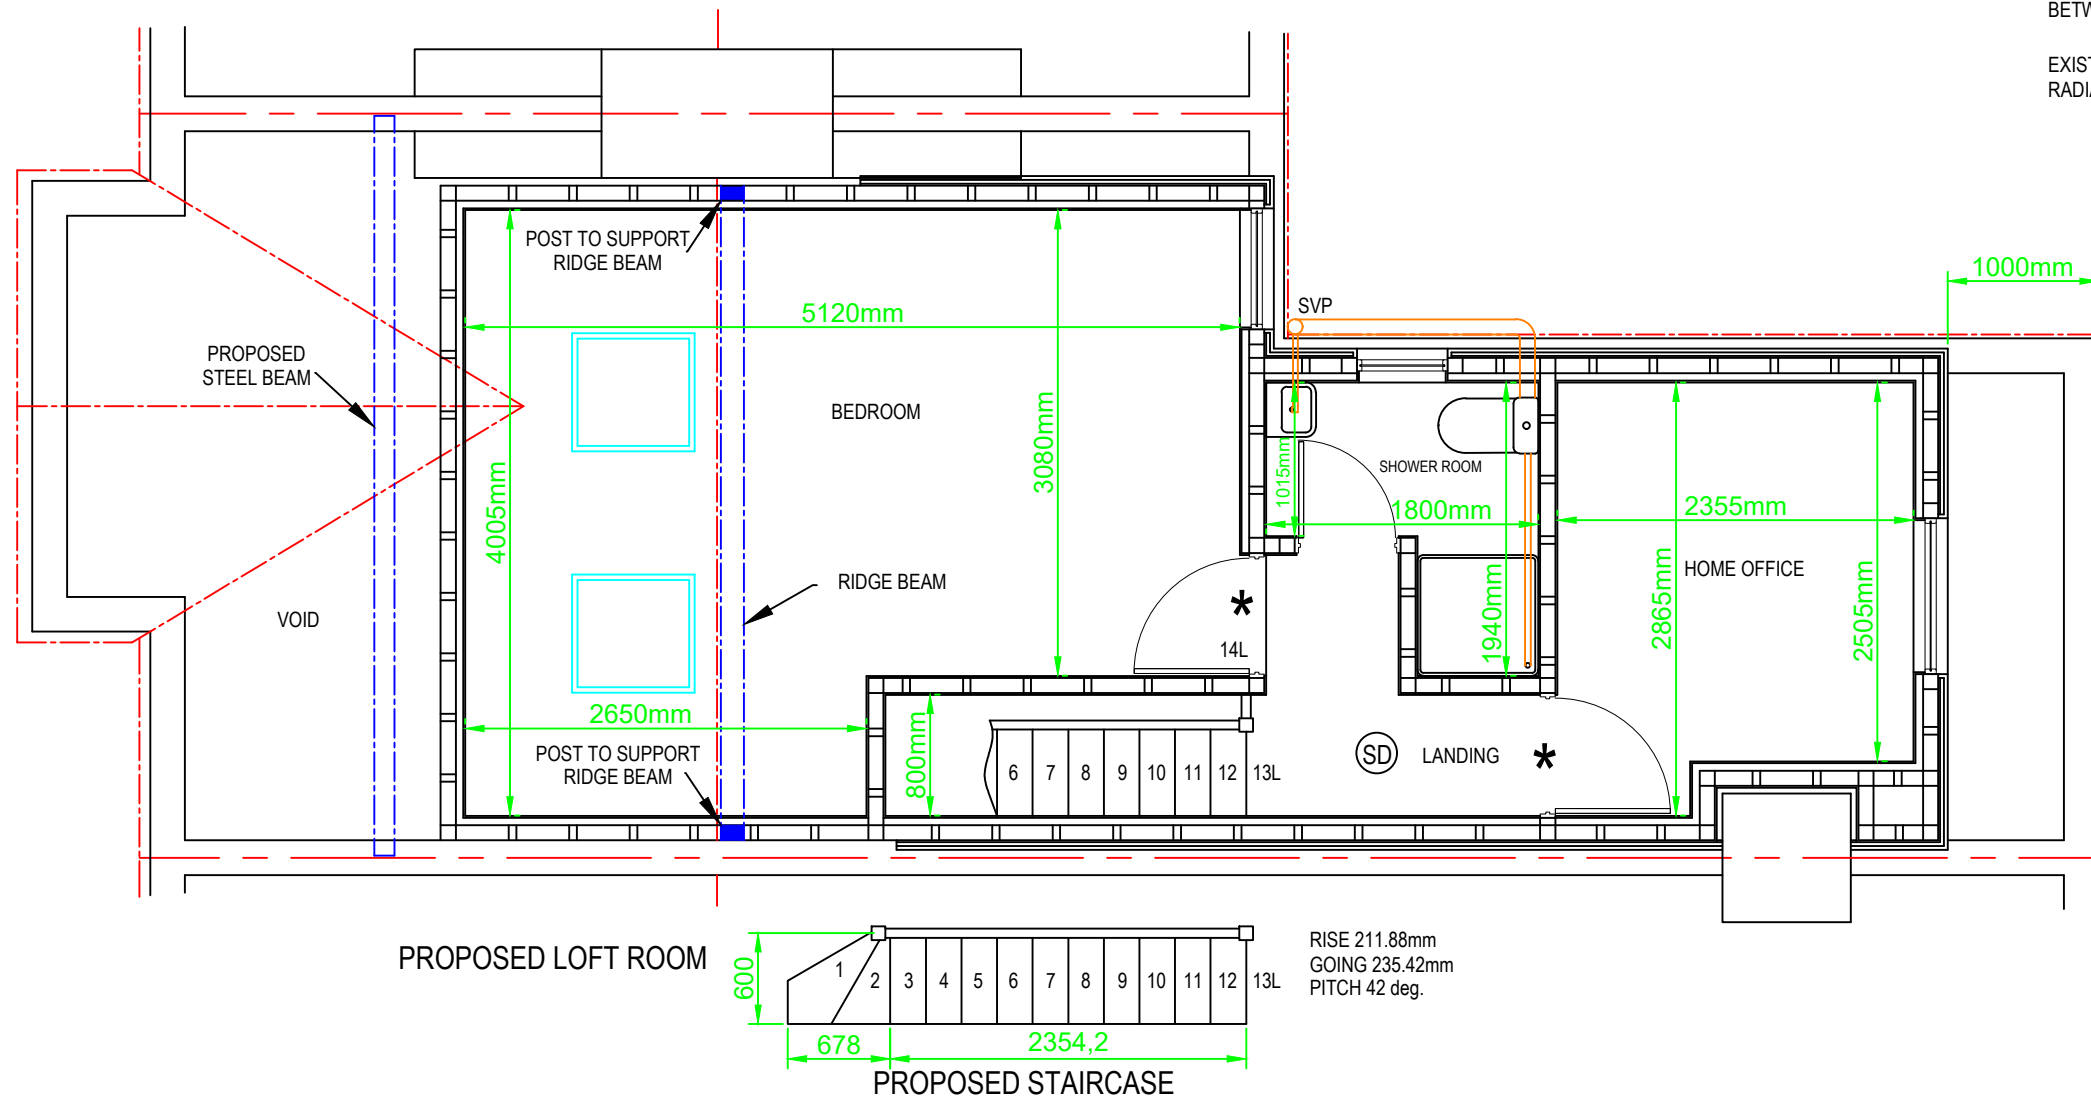 BETW
EXIST
RADIA
POST TO SUPPORT
RIDGE BEAM
1000mm
5120mm
SVP
PROPOSED
STEEL BEAM
BEDROOM
4005mm
3080mm
1015mm
SHOWER ROOM
1800mm
2355mm
RIDGE BEAM
HOME OFFICE
1940mm
2865mm
2505mm
VOID
*
14L
2650mm
POST TO SUPPORT
RIDGE BEAM
800mm
6 7 8 9 10 11 12 13L
SD
LANDING
*
PROPOSED LOFT ROOM
600
1 2 3 4 5 6 7 8 9 10 11 12 13L
678
2354,2
PROPOSED STAIRCASE
RISE 211.88mm
GOING 235.42mm
PITCH 42 deg.